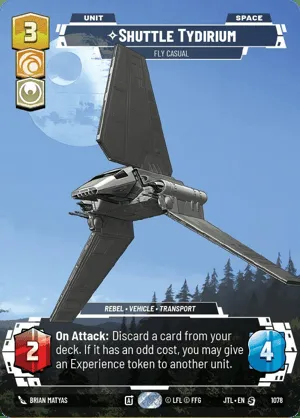 UNIT
SPACE
3
✧SHUTTLE TYDIRIUM
FLY CASUAL
REBEL • VEHICLE • TRANSPORT
2
On Attack: Discard a card from your
deck. If it has an odd cost, you may give
an Experience token to another unit.
4
BRIAN MATYAS
© LFL © FFG
JTL • EN
1078